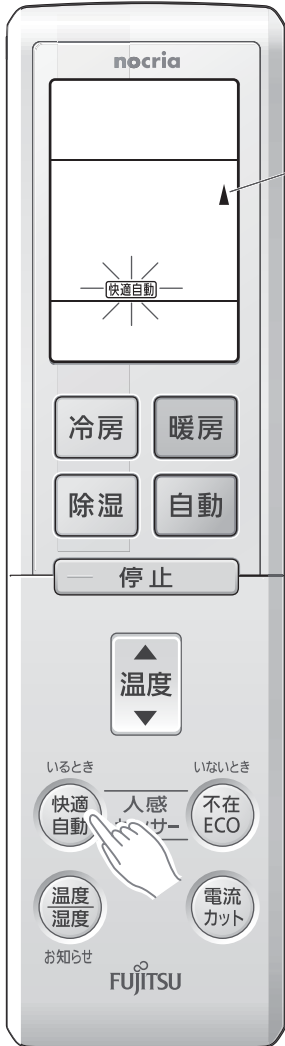 nocria
快適自動
冷房 暖房
除湿 自動
停止
温度
いるとき いないとき
快適
自動
人感
サー
不在
ECO
温度
湿度
電流
カット
お知らせ
FUJITSU